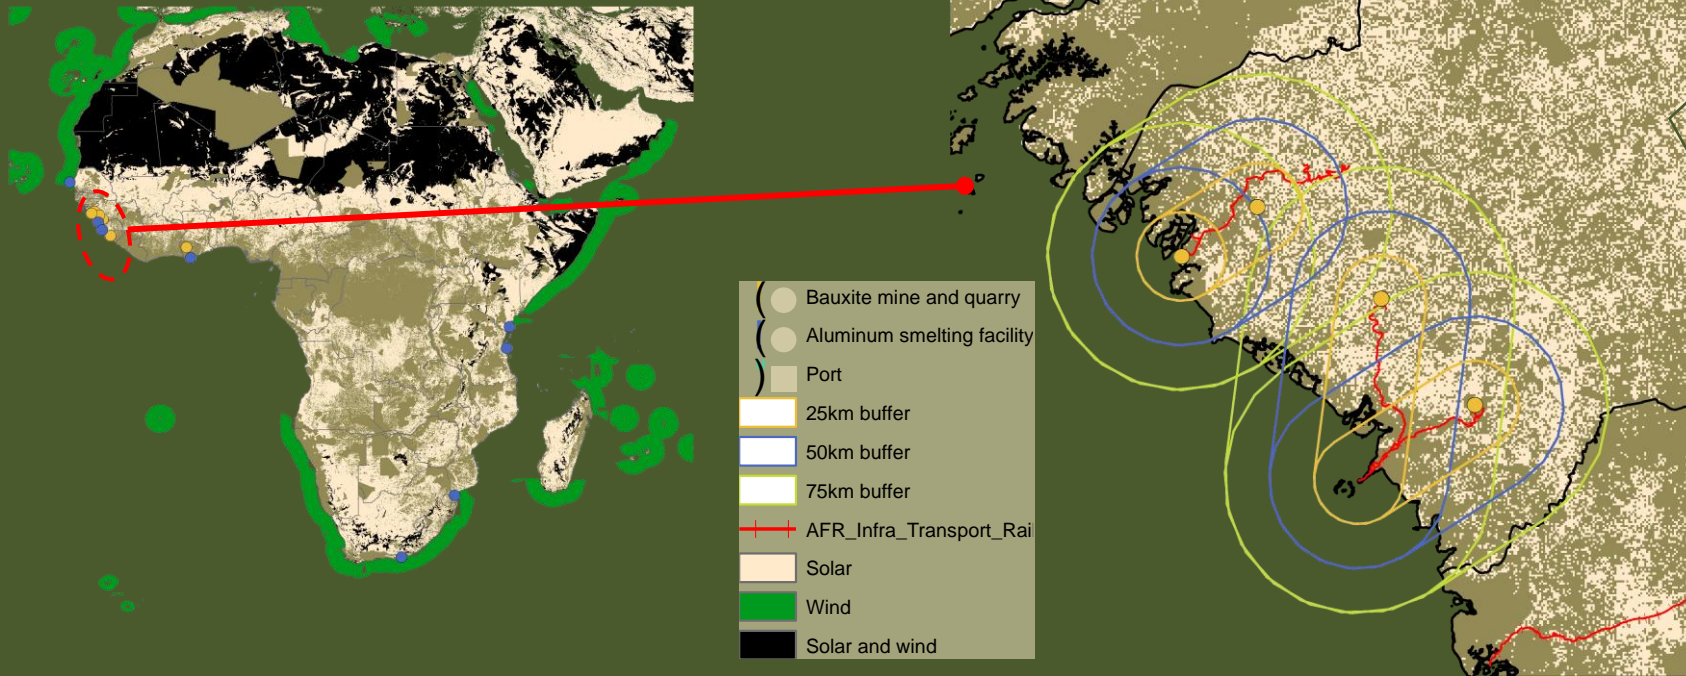 Bauxite mine and quarry
Aluminum smelting facility
Port
25km buffer
50km buffer
75km buffer
AFR_Infra_Transport_Rai
Solar
Wind
Solar and wind